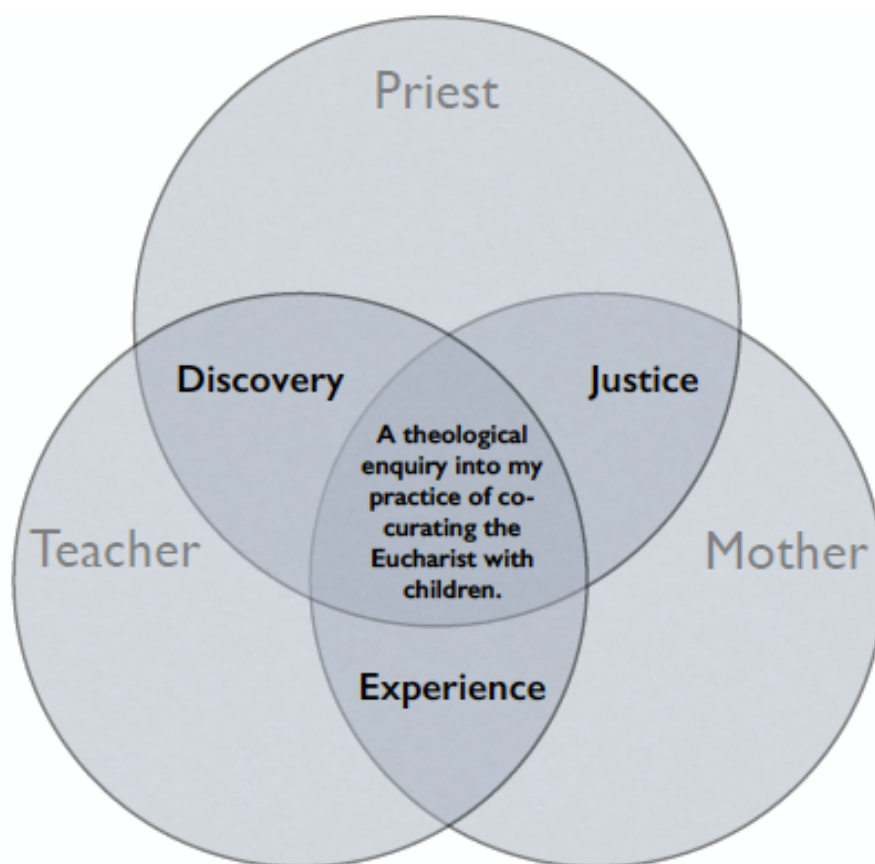 Priest
Discovery
Justice
A theological
enquiry into my
practice of co-
curating the
Eucharist with
children.
Teacher
Mother
Experience